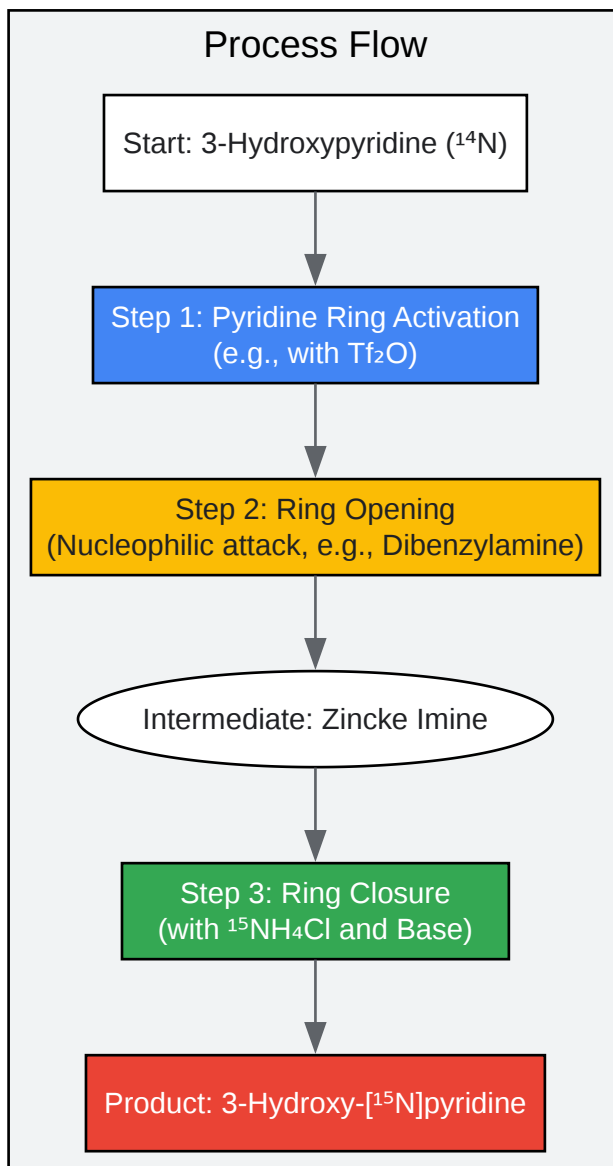 Process Flow
Start: 3-Hydroxypyridine (¹⁴N)
Step 1: Pyridine Ring Activation
(e.g., with Tf₂O)
Step 2: Ring Opening
(Nucleophilic attack, e.g., Dibenzylamine)
Intermediate: Zincke Imine
Step 3: Ring Closure
(with ¹⁵NH₄Cl and Base)
Product: 3-Hydroxy-[¹⁵N]pyridine